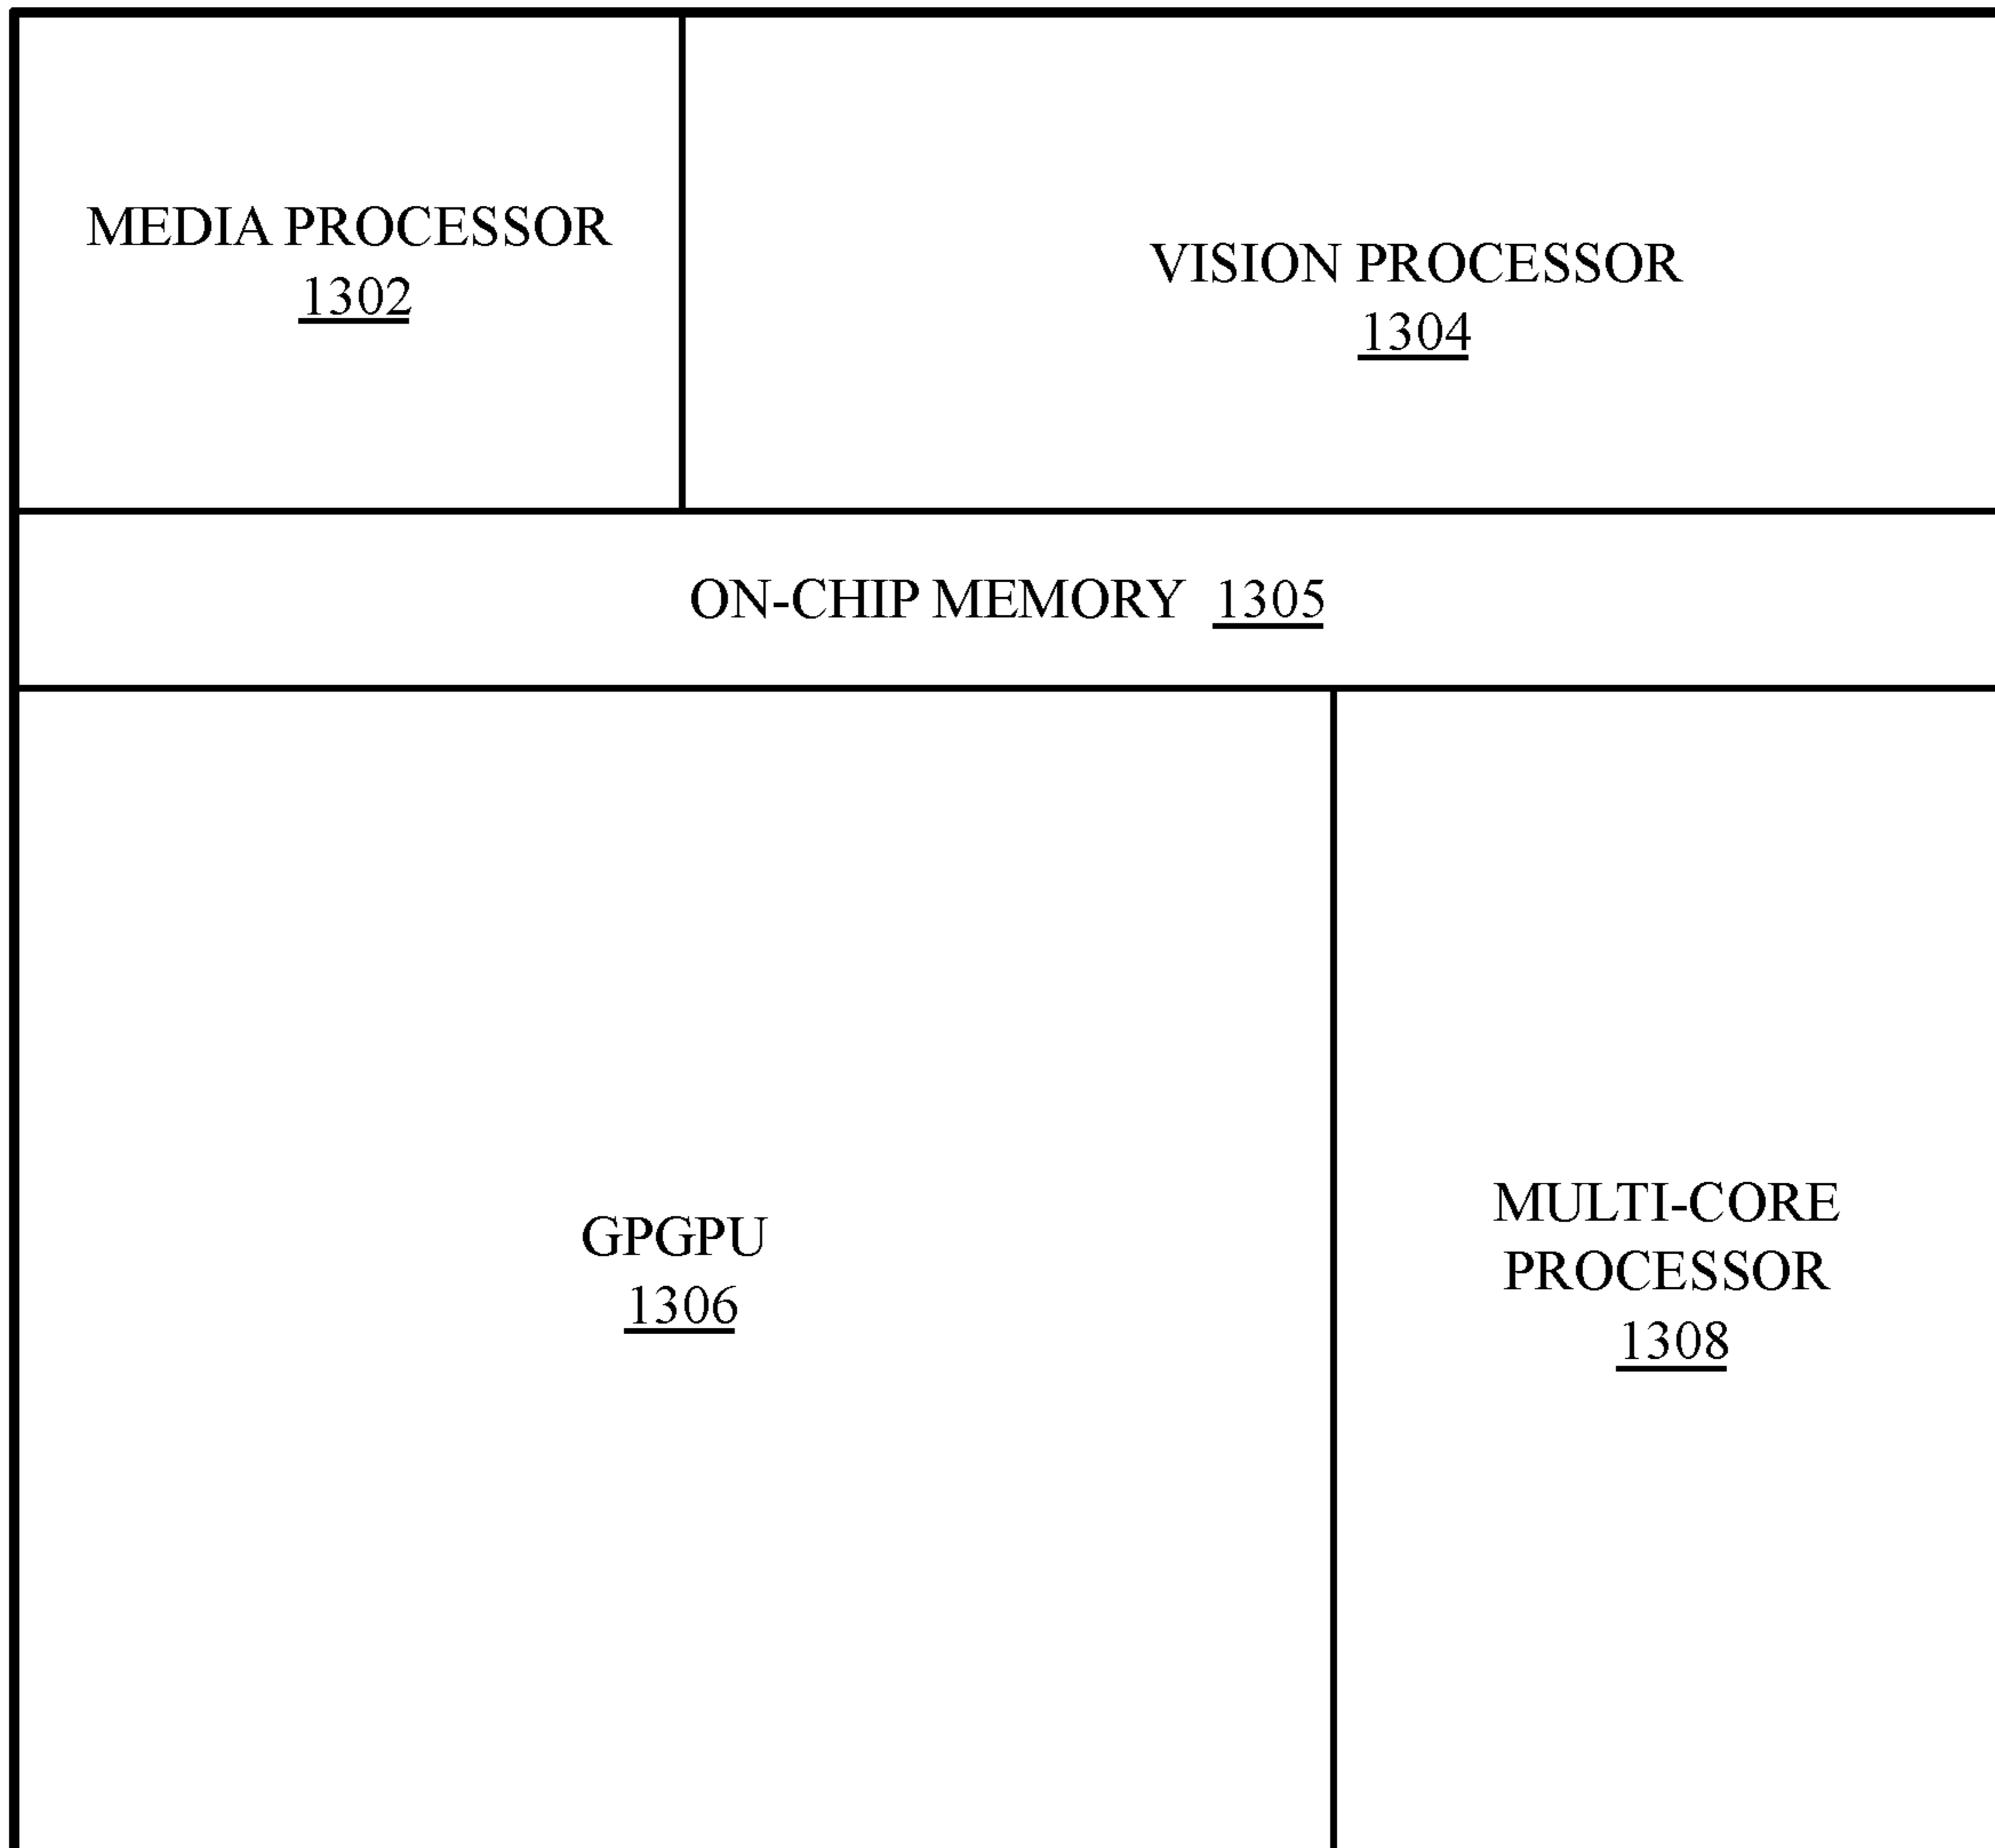 MEDIA PROCESSOR
1302
VISION PROCESSOR
1304
ON-CHIP MEMORY 1305
GPGPU
1306
MULTI-CORE
PROCESSOR
1308